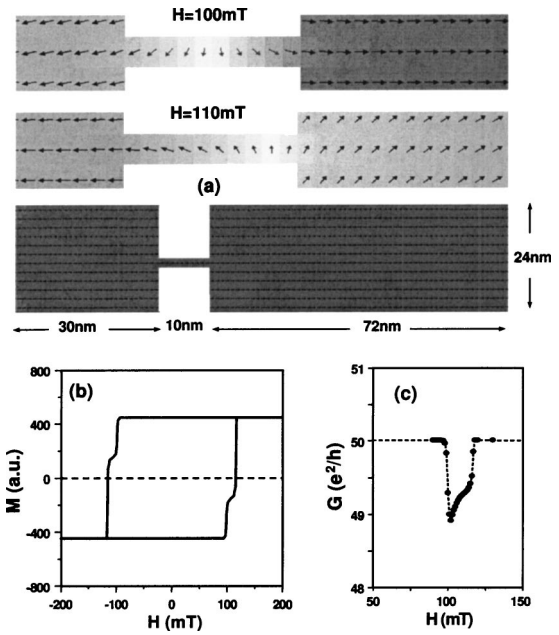 H=100mT
H=110mT
(a)
24nm
30nm 10nm 72nm
(b)
M (a.u.)
800
400
0
-400
-800
-200 -100 0 100 200
H (mT)
(c)
G (e²/h)
51
50
49
48
50 100 150
H (mT)